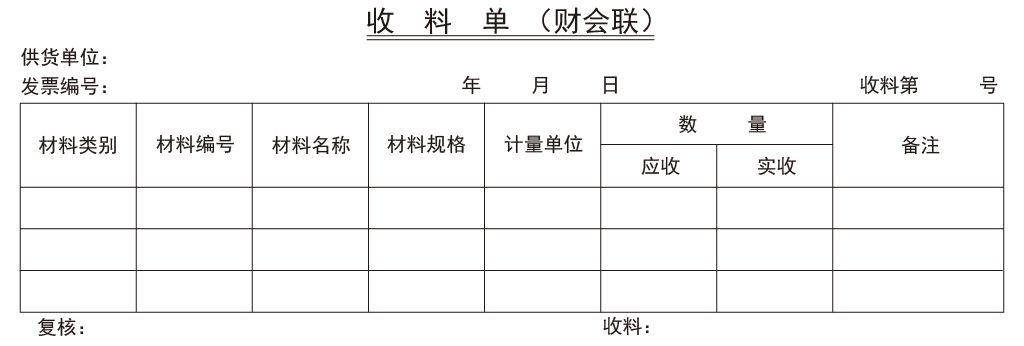 收 料 单 （财会联）
供货单位：
发票编号： 年 月 日 收料第 号
材料类别 材料编号 材料名称 材料规格 计量单位 数 量 备注
应收 实收
复核： 收料：